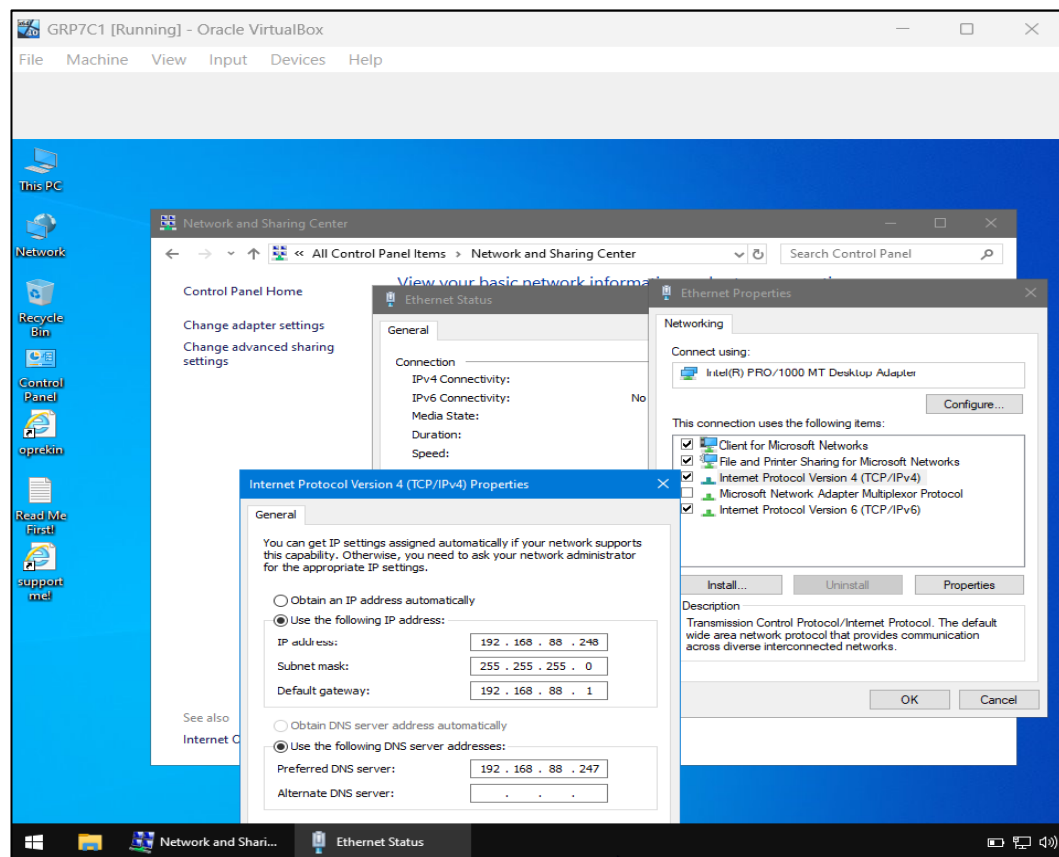 GRP7C1 [Running] - Oracle VirtualBox
File Machine View Input Devices Help
This PC
Network
Recycle
Bin
Control
Panel
oprekin
Read Me
First!
support
me!
Network and Sharing Center
« All Control Panel Items > Network and Sharing Center
Search Control Panel
Control Panel Home
Change adapter settings
Change advanced sharing
settings
See also
Internet
View your basic network informa
Ethernet Status
General
Connection
IPv4 Connectivity:
IPv6 Connectivity: No
Media State:
Duration:
Speed:
Ethernet Properties
Networking
Connect using:
Intel(R) PRO/1000 MT Desktop Adapter
Configure...
This connection uses the following items:
Client for Microsoft Networks
File and Printer Sharing for Microsoft Networks
Internet Protocol Version 4 (TCP/IPv4)
Microsoft Network Adapter Multiplexor Protocol
Internet Protocol Version 6 (TCP/IPv6)
Install... Uninstall Properties
Description
Transmission Control Protocol/Internet Protocol. The default
wide area network protocol that provides communication
across diverse interconnected networks.
OK Cancel
Internet Protocol Version 4 (TCP/IPv4) Properties
General
You can get IP settings assigned automatically if your network supports
this capability. Otherwise, you need to ask your network administrator
for the appropriate IP settings.
Obtain an IP address automatically
Use the following IP address:
IP address: 192 . 168 . 88 . 248
Subnet mask: 255 . 255 . 255 . 0
Default gateway: 192 . 168 . 88 . 1
Obtain DNS server address automatically
Use the following DNS server addresses:
Preferred DNS server: 192 . 168 . 88 . 247
Alternate DNS server: . . .
Network and Shari... Ethernet Status